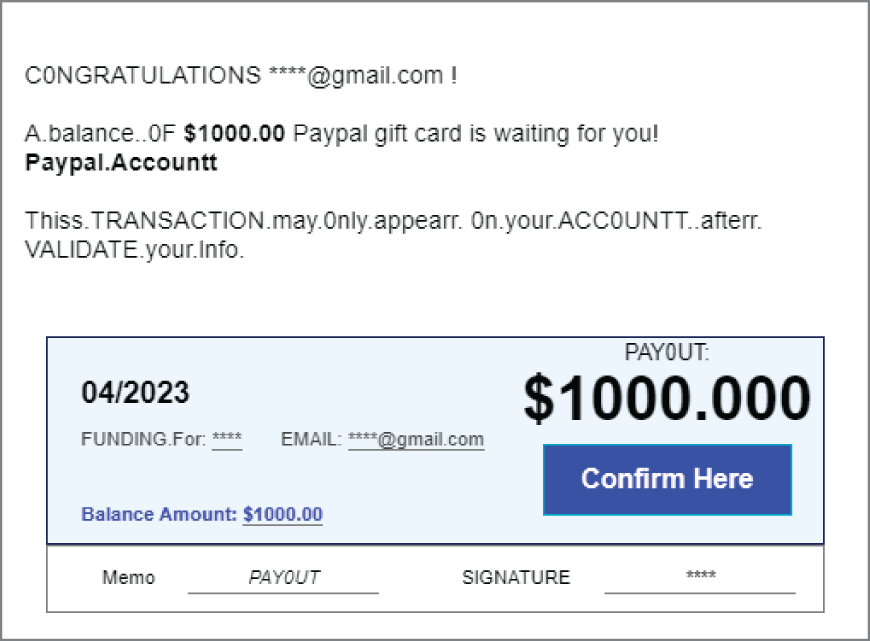 C0NGRATULATIONS ****@gmail.com !
A.balance..0F $1000.00 Paypal gift card is waiting for you!
Paypal.Accountt
Thiss.TRANSACTION.may.0nly.appearr. 0n.your.ACC0UNTT..afterr.
VALIDATE.your.Info.
PAY0UT:
$1000.000
04/2023
FUNDING.For: **** EMAIL: ****@gmail.com
Confirm Here
Balance Amount: $1000.00
Memo PAY0UT SIGNATURE ****